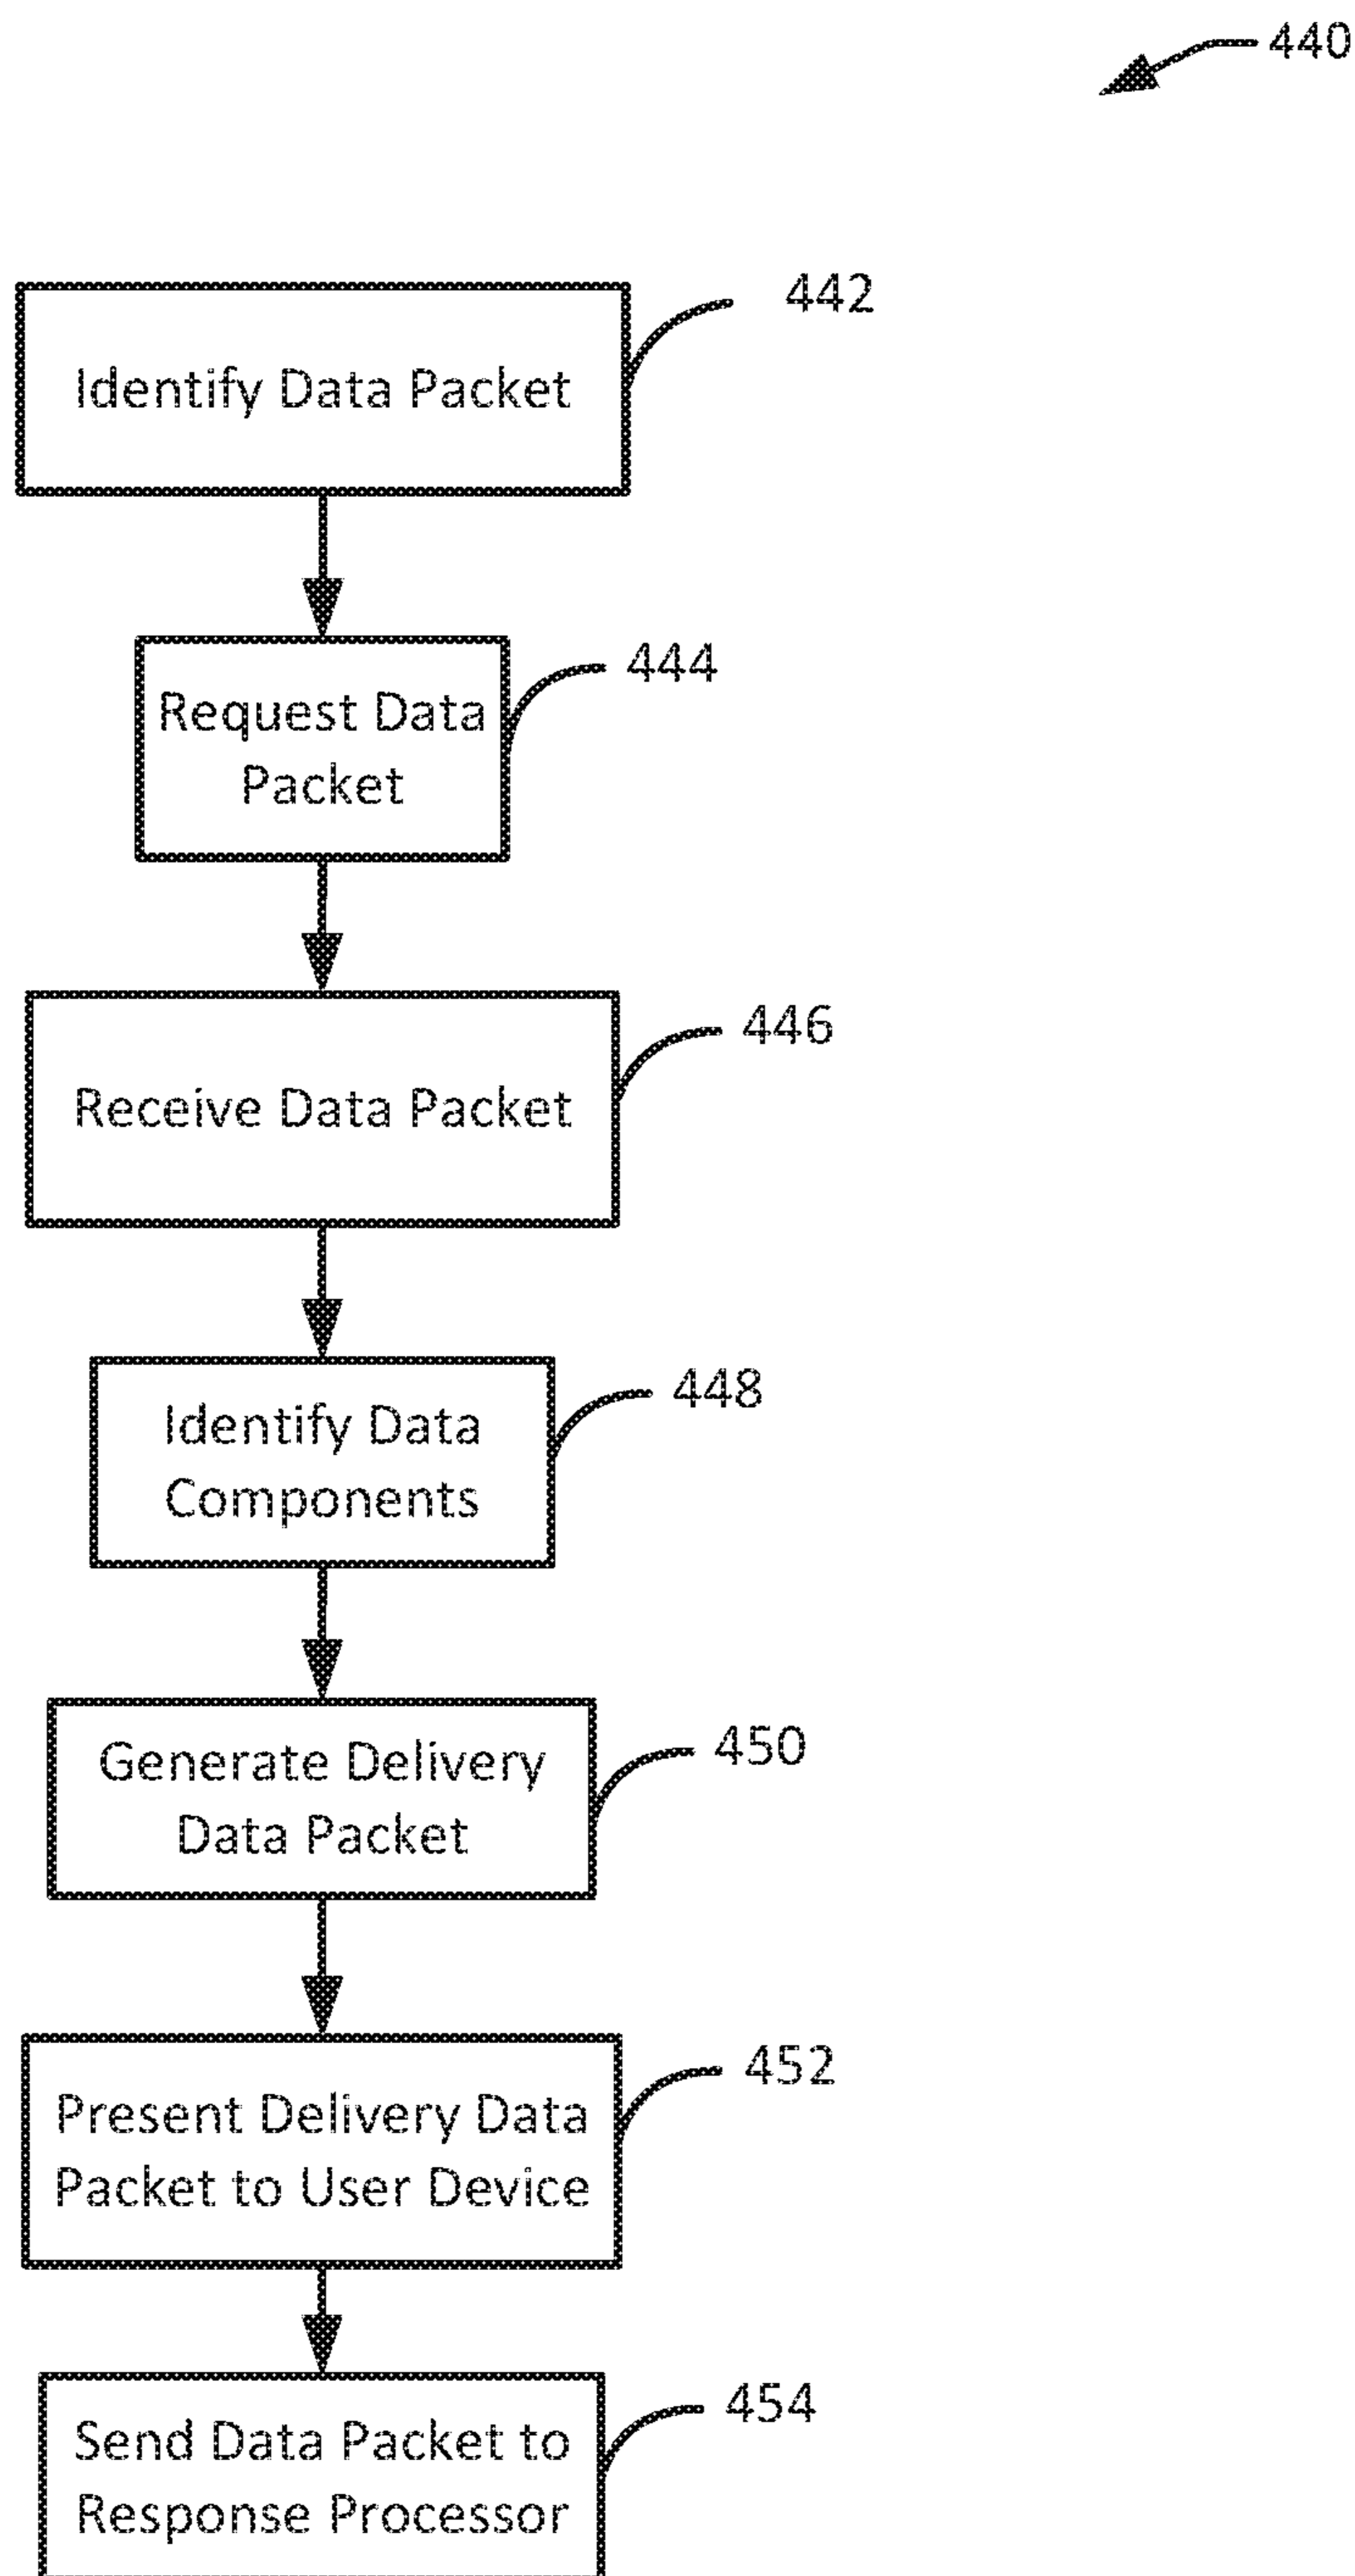 440
442
Identify Data Packet
444
Request Data
Packet
446
Receive Data Packet
448
Identify Data
Components
450
Generate Delivery
Data Packet
452
Present Delivery Data
Packet to User Device
454
Send Data Packet to
Response Processor